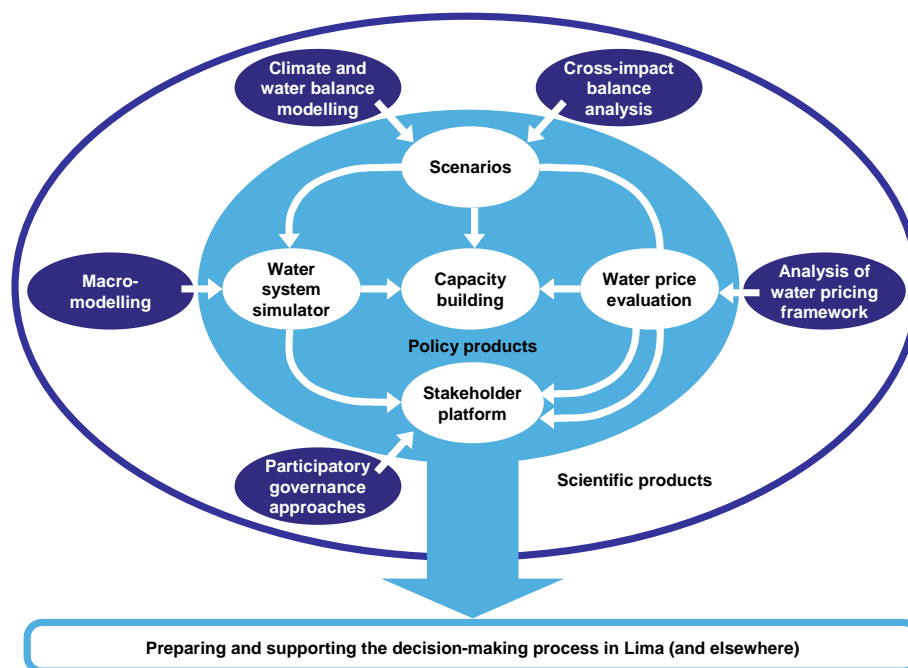 Climate and
water balance
modelling
Cross-impact
balance
analysis
Scenarios
Macro-
modelling
Water
system
simulator
Capacity
building
Water price
evaluation
Analysis of
water pricing
framework
Policy products
Stakeholder
platform
Participatory
governance
approaches
Scientific products
Preparing and supporting the decision-making process in Lima (and elsewhere)